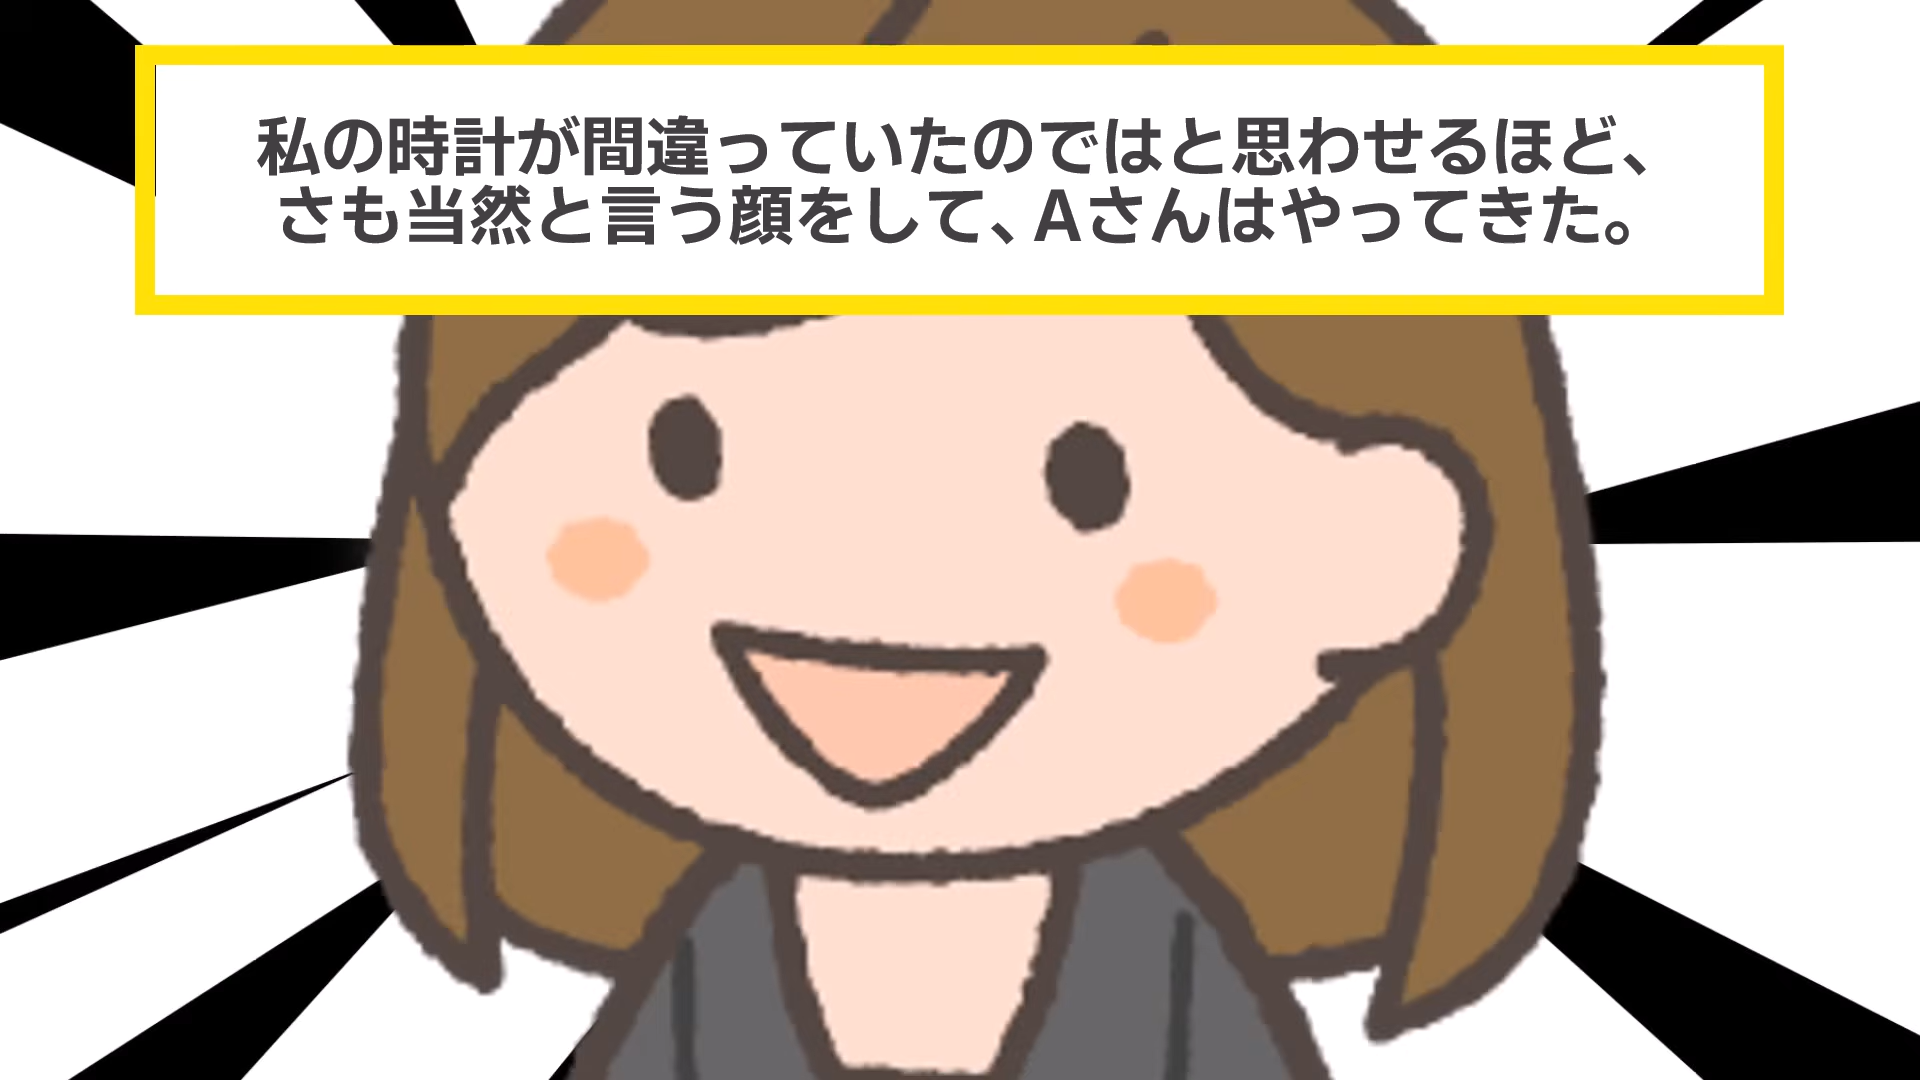 私の時計が間違っていたのではと思わせるほど、
さも当然と言う顔をして、Aさんはやってきた。